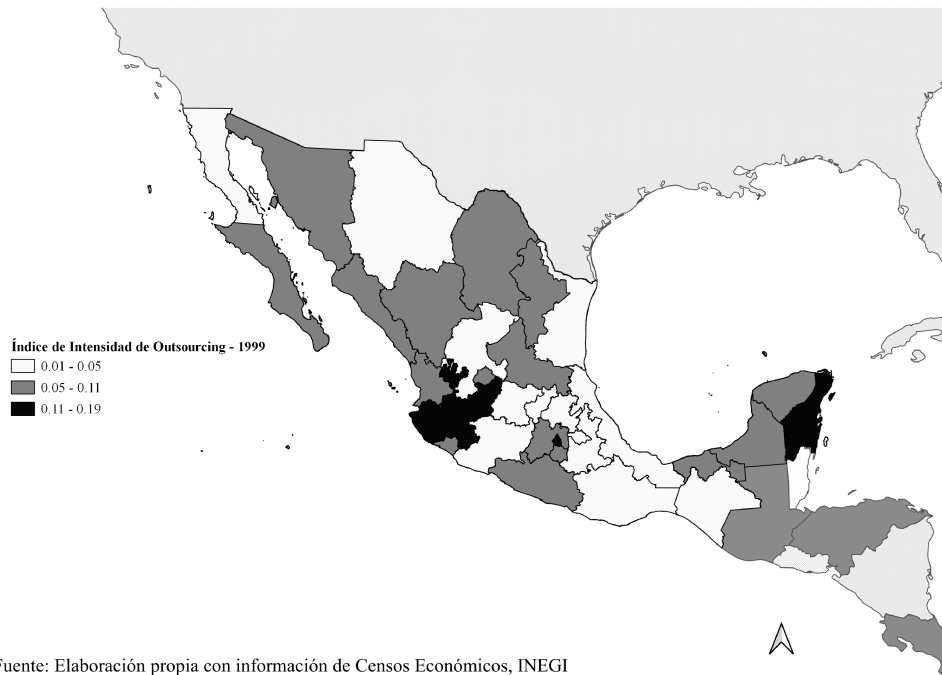 Índice de Intensidad de Outsourcing - 1999
0.01 - 0.05
0.05 - 0.11
0.11 - 0.19
Fuente: Elaboración propia con información de Censos Económicos, INEGI